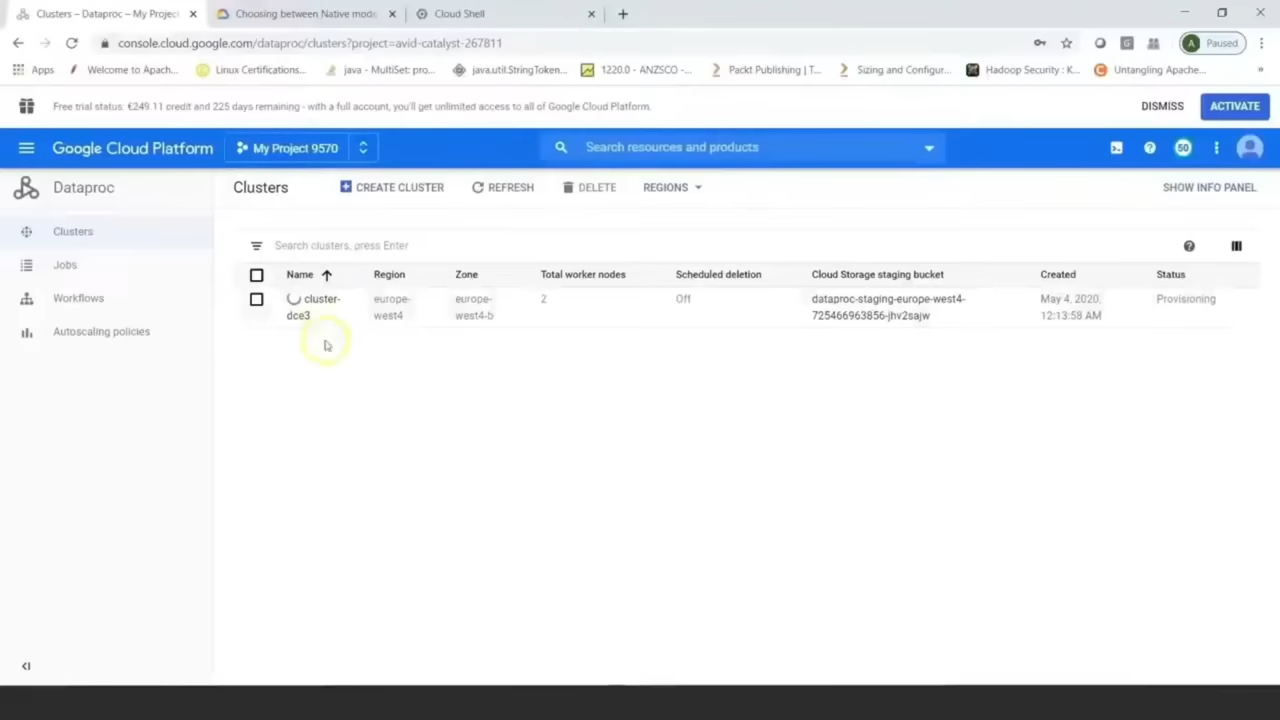 Clusters – Dataproc – My Project
Choosing between Native mode
Cloud Shell
console.cloud.google.com/dataproc/clusters?project=avid-catalyst-267811
A Paused
Apps
Welcome to Apach...
Linux Certifications...
java - MultiSet: pro...
java.util.StringToken...
1220.0 - ANZSCO -...
Packt Publishing | T...
Sizing and Configur...
Hadoop Security : K...
Untangling Apache...
»
Free trial status: €249.11 credit and 225 days remaining - with a full account, you'll get unlimited access to all of Google Cloud Platform.
DISMISS
ACTIVATE
Google Cloud Platform
My Project 9570
Search resources and products
50
Dataproc
Clusters
CREATE CLUSTER
REFRESH
DELETE
REGIONS
SHOW INFO PANEL
Clusters
Jobs
Workflows
Autoscaling policies
Search clusters, press Enter
Name Region Zone Total worker nodes Scheduled deletion Cloud Storage staging bucket Created Status
cluster- europe- europe- 2 Off dataproc-staging-europe-west4- May 4, 2020, Provisioning
dce3 west4 west4-b 725466963856-jhv2sajw 12:13:58 AM